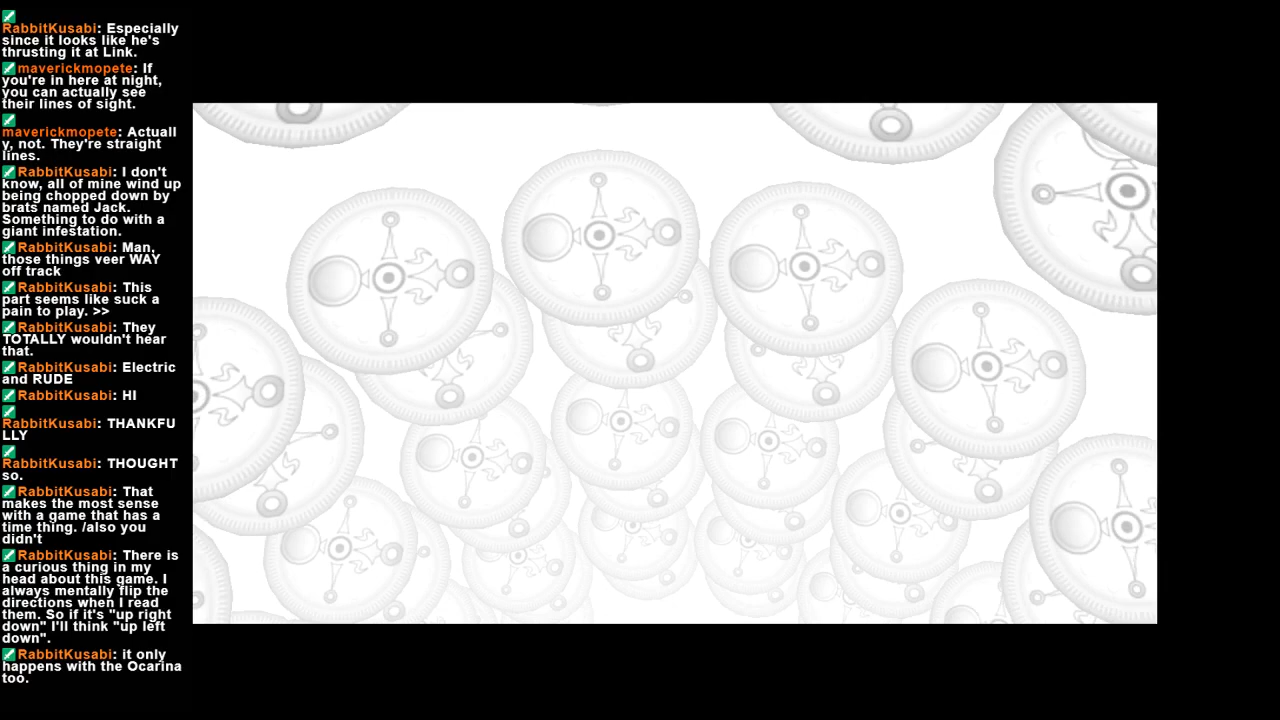 RabbitKusabi: Especially
since it looks like he's
thrusting it at Link.
maverickmopete: If
you're in here at night,
you can actually see
their lines of sight.
maverickmopete: Actuall
y, not. They're straight
lines.
RabbitKusabi: I don't
know, all of mine wind up
being chopped down by
brats named Jack.
Something to do with a
giant infestation.
RabbitKusabi: Man,
those things veer WAY
off track
RabbitKusabi: This
part seems like suck a
pain to play. >>
RabbitKusabi: They
TOTALLY wouldn't hear
that.
RabbitKusabi: Electric
and RUDE
RabbitKusabi: HI
RabbitKusabi: THANKFU
LLY
RabbitKusabi: THOUGHT
so.
RabbitKusabi: That
makes the most sense
with a game that has a
time thing. /also you
didn't
RabbitKusabi: There is
a curious thing in my
head about this game. I
always mentally flip the
directions when I read
them. So if it's "up right
down" I'll think "up left
down".
RabbitKusabi: it only
happens with the Ocarina
too.